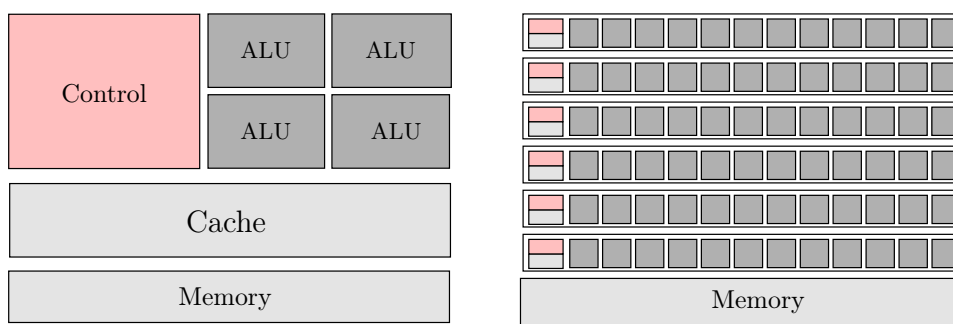 Control
ALU
ALU
ALU
ALU
Cache
Memory
Memory